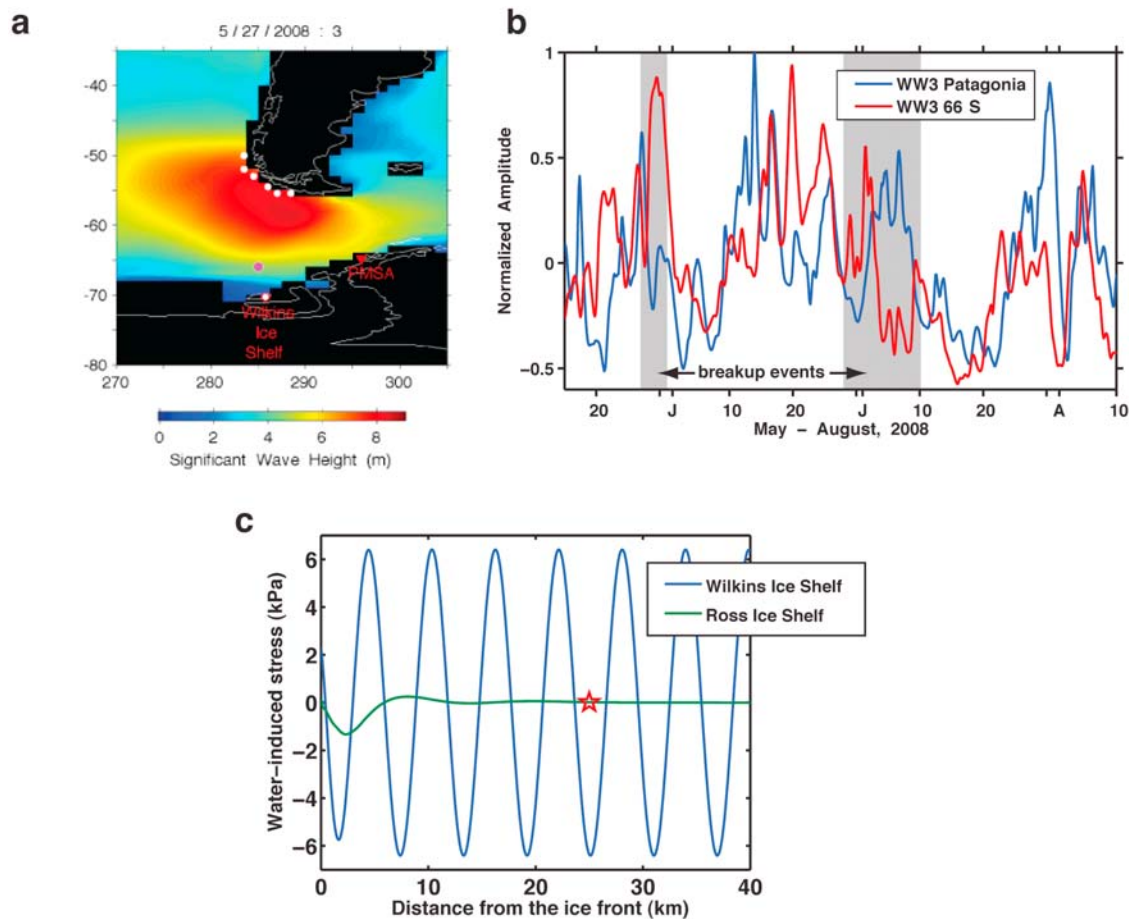 a
5 / 27 / 2008 : 3
-40
-50
-60
-70
-80
270 280 290 300
PMSA
Wilkins
Ice
Shelf
0 2 4 6 8
Significant Wave Height (m)
b
1
0.5
0
−0.5
Normalized Amplitude
WW3 Patagonia
WW3 66 S
breakup events
20 J 10 20 J 10 20 A 10
May − August, 2008
c
6
4
2
0
−2
−4
−6
Water−induced stress (kPa)
Wilkins Ice Shelf
Ross Ice Shelf
0 10 20 30 40
Distance from the ice front (km)